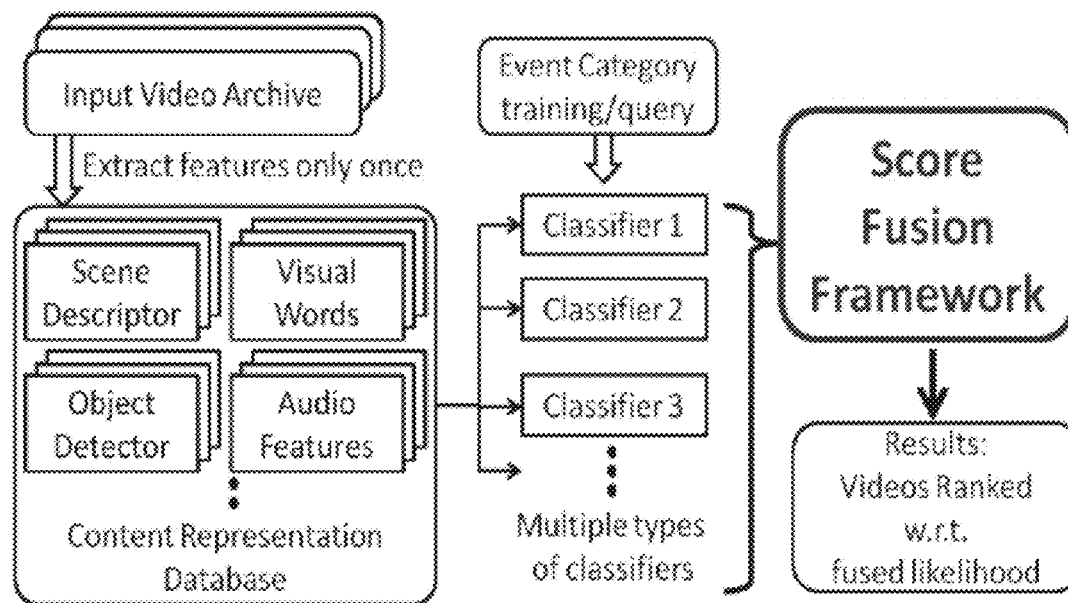 Input Video Archive
Extract features only once
Scene
Descriptor
Visual
Words
Object
Detector
Audio
Features
Content Representation
Database
Event Category
training/query
Classifier 1
Classifier 2
Classifier 3
Multiple types
of classifiers
Score
Fusion
Framework
Results:
Videos Ranked
w.r.t.
fused likelihood